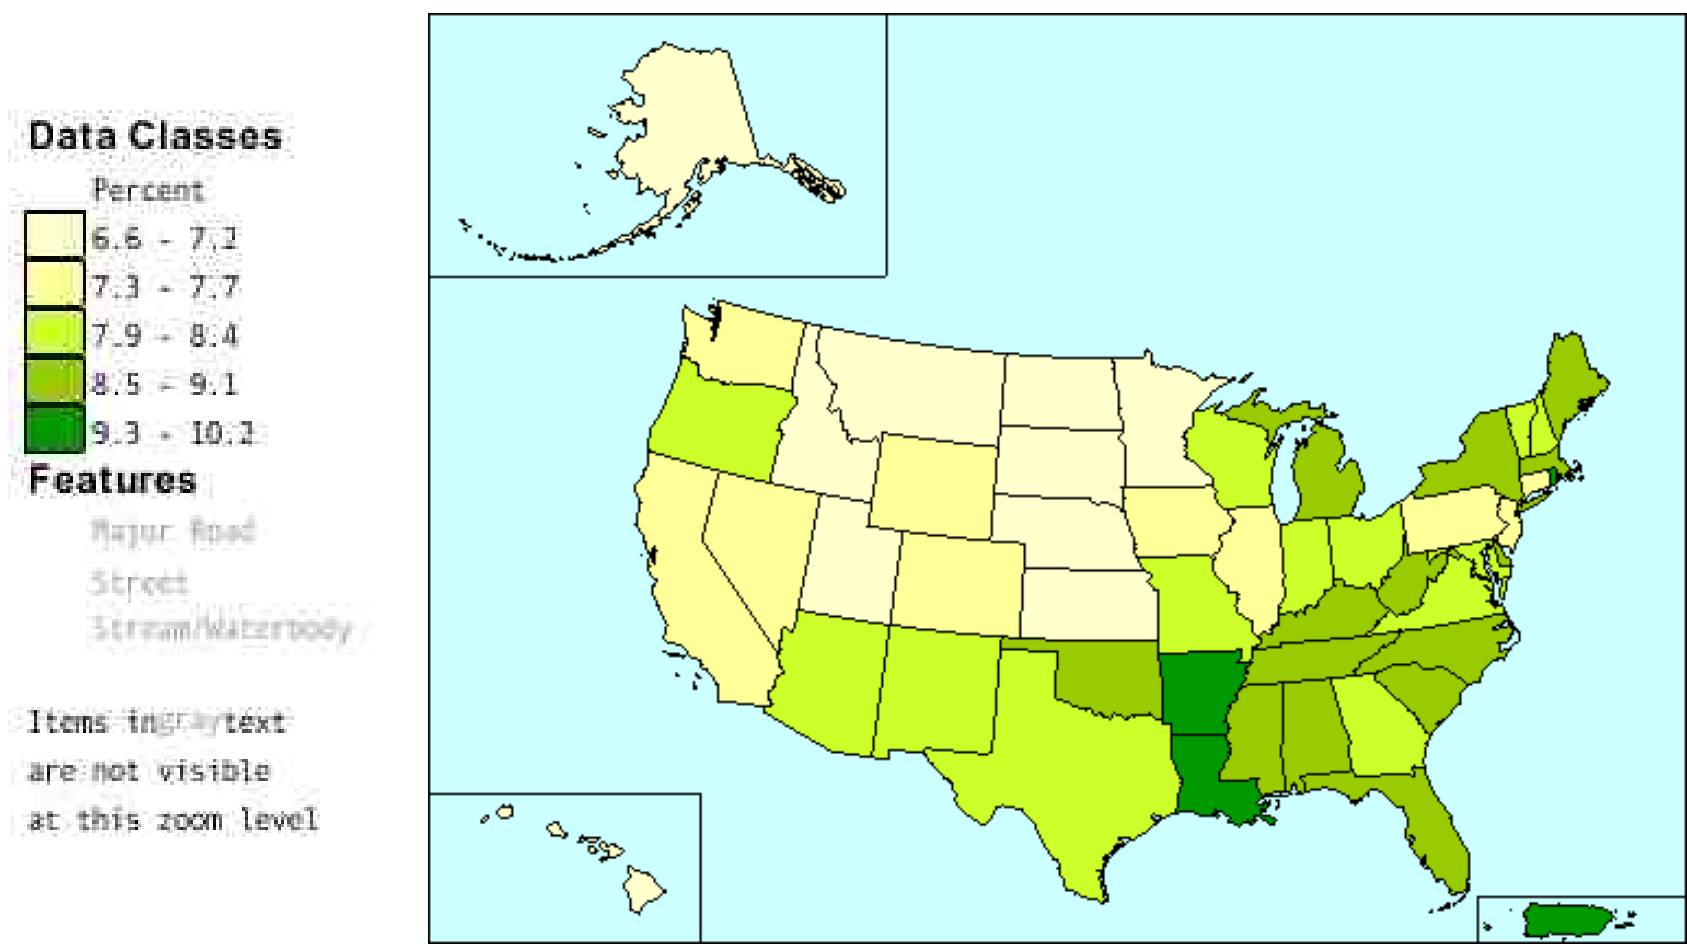 Data Classes
Percent
6.6 - 7.2
7.3 - 7.7
7.9 - 8.4
8.5 - 9.1
9.3 - 10.2
Features
Major Road
Street
Stream/Waterbody
Items in gray text
are not visible
at this zoom level